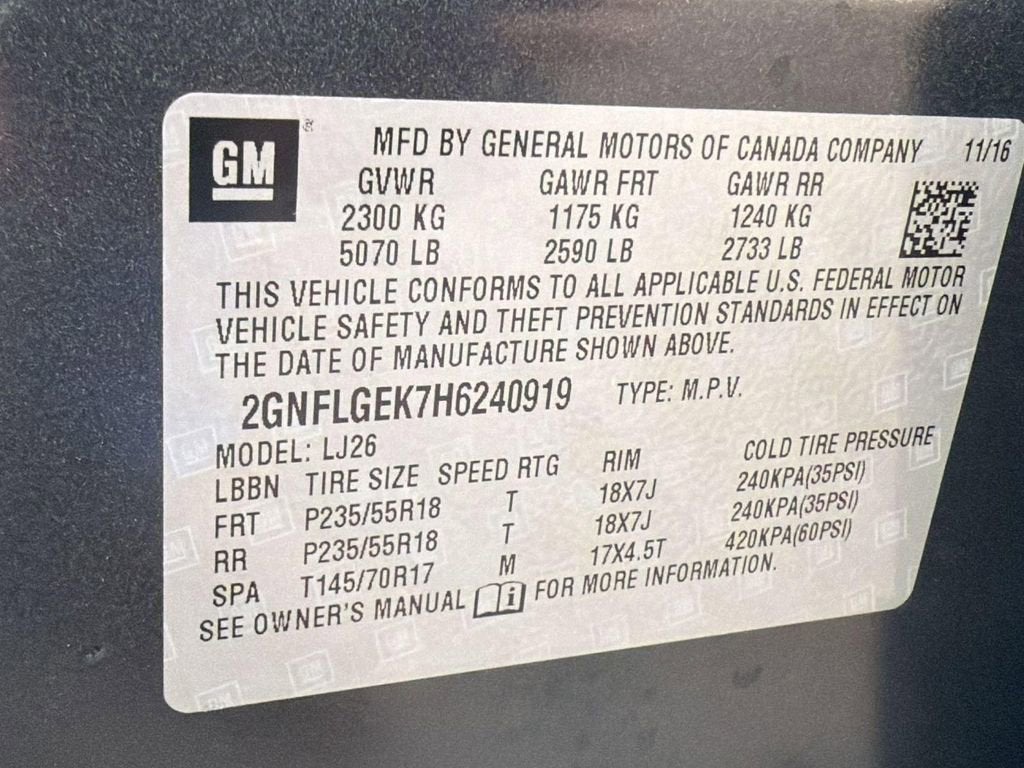 GM ®
MFD BY GENERAL MOTORS OF CANADA COMPANY 11/16
GVWR GAWR FRT GAWR RR
2300 KG 1175 KG 1240 KG
5070 LB 2590 LB 2733 LB
THIS VEHICLE CONFORMS TO ALL APPLICABLE U.S. FEDERAL MOTOR
VEHICLE SAFETY AND THEFT PREVENTION STANDARDS IN EFFECT ON
THE DATE OF MANUFACTURE SHOWN ABOVE.
2GNFLGEK7H6240919 TYPE: M.P.V.
MODEL: LJ26
LBBN TIRE SIZE SPEED RTG RIM COLD TIRE PRESSURE
FRT P235/55R18 T 18X7J 240KPA(35PSI)
RR P235/55R18 T 18X7J 240KPA(35PSI)
SPA T145/70R17 M 17X4.5T 420KPA(60PSI)
SEE OWNER'S MANUAL i FOR MORE INFORMATION.